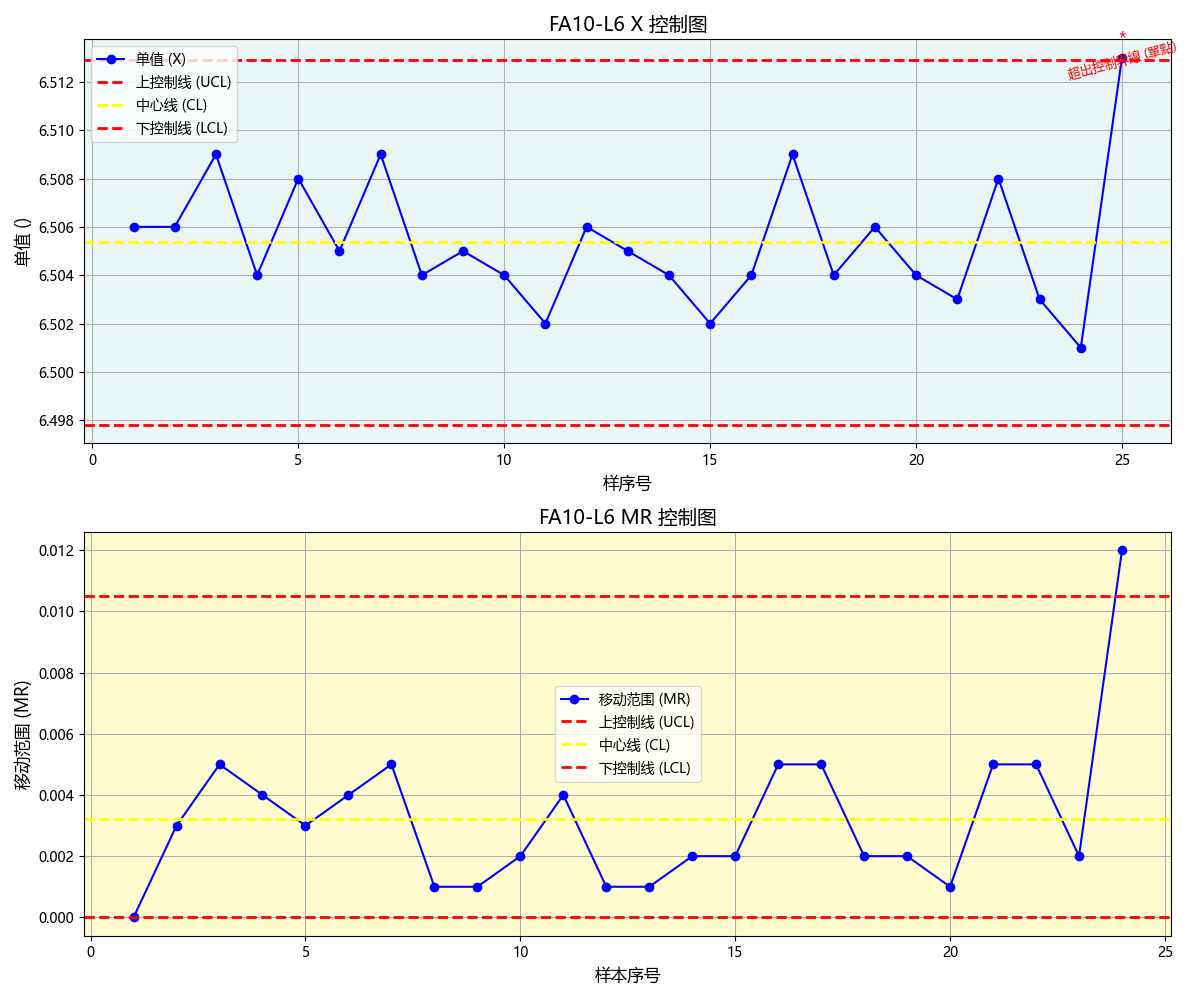 FA10-L6 X 控制图
*
超出控制界線 (單點)
单值 (X)
上控制线 (UCL)
中心线 (CL)
下控制线 (LCL)
单值 ()
6.512
6.510
6.508
6.506
6.504
6.502
6.500
6.498
0
5
10
15
20
25
样序号
FA10-L6 MR 控制图
移动范围 (MR)
0.012
0.010
0.008
0.006
0.004
0.002
0.000
移动范围 (MR)
上控制线 (UCL)
中心线 (CL)
下控制线 (LCL)
0
5
10
15
20
25
样本序号